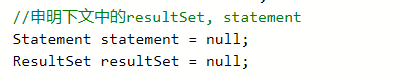 //申明下文中的resultSet, statement
Statement statement = null;
ResultSet resultSet = null;